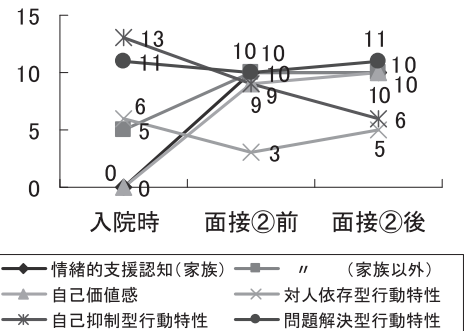 15
13
11
10 10 11
10 10 10
9 10 10
9
6 6
5 5 5
3
0 0
0
入院時 面接②前 面接②後
情緒的支援認知(家族) 〃 (家族以外)
自己価値感 対人依存型行動特性
自己抑制型行動特性 問題解決型行動特性